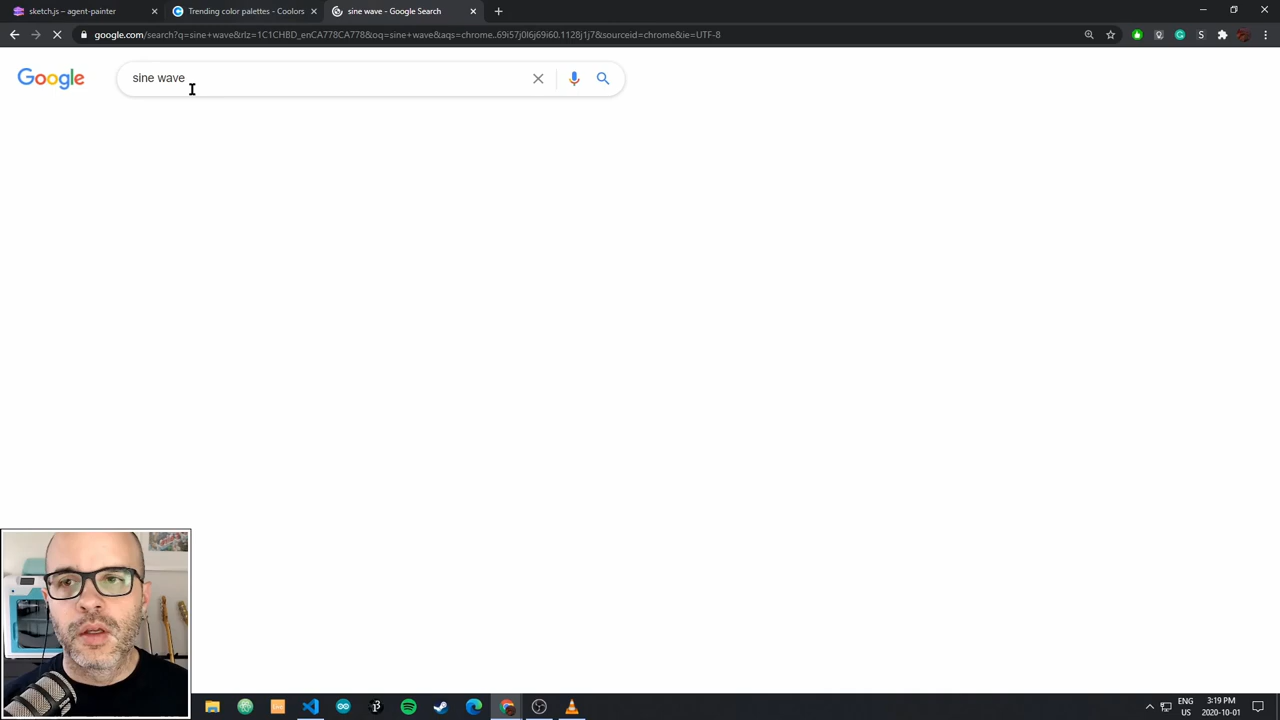 sketch.js – agent-painter
Trending color palettes - Coolors
sine wave - Google Search
google.com/search?q=sine+wave&rlz=1C1CHBD_enCA778CA778&oq=sine+wave&aqs=chrome..69i57j0l6j69i60.1128j1j7&sourceid=chrome&ie=UTF-8
Google
sine wave
ENG
US
3:19 PM
2020-10-01